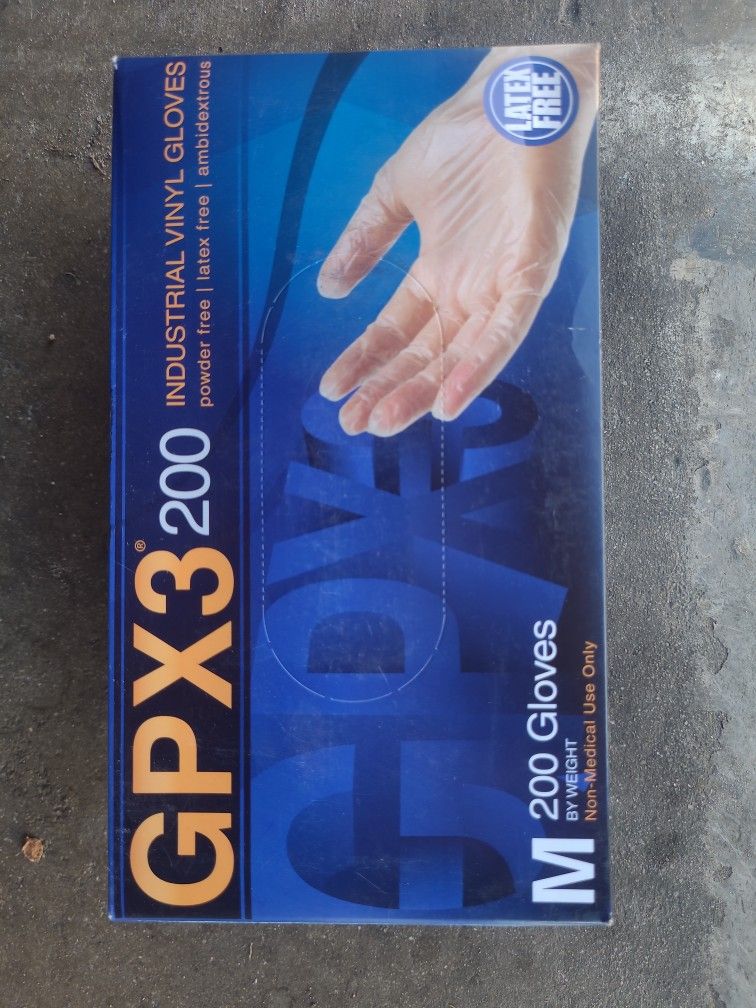 GPX3® 200
INDUSTRIAL VINYL GLOVES
powder free | latex free | ambidextrous
LATEX
FREE
GPX3
M
200 Gloves
BY WEIGHT
Non-Medical Use Only